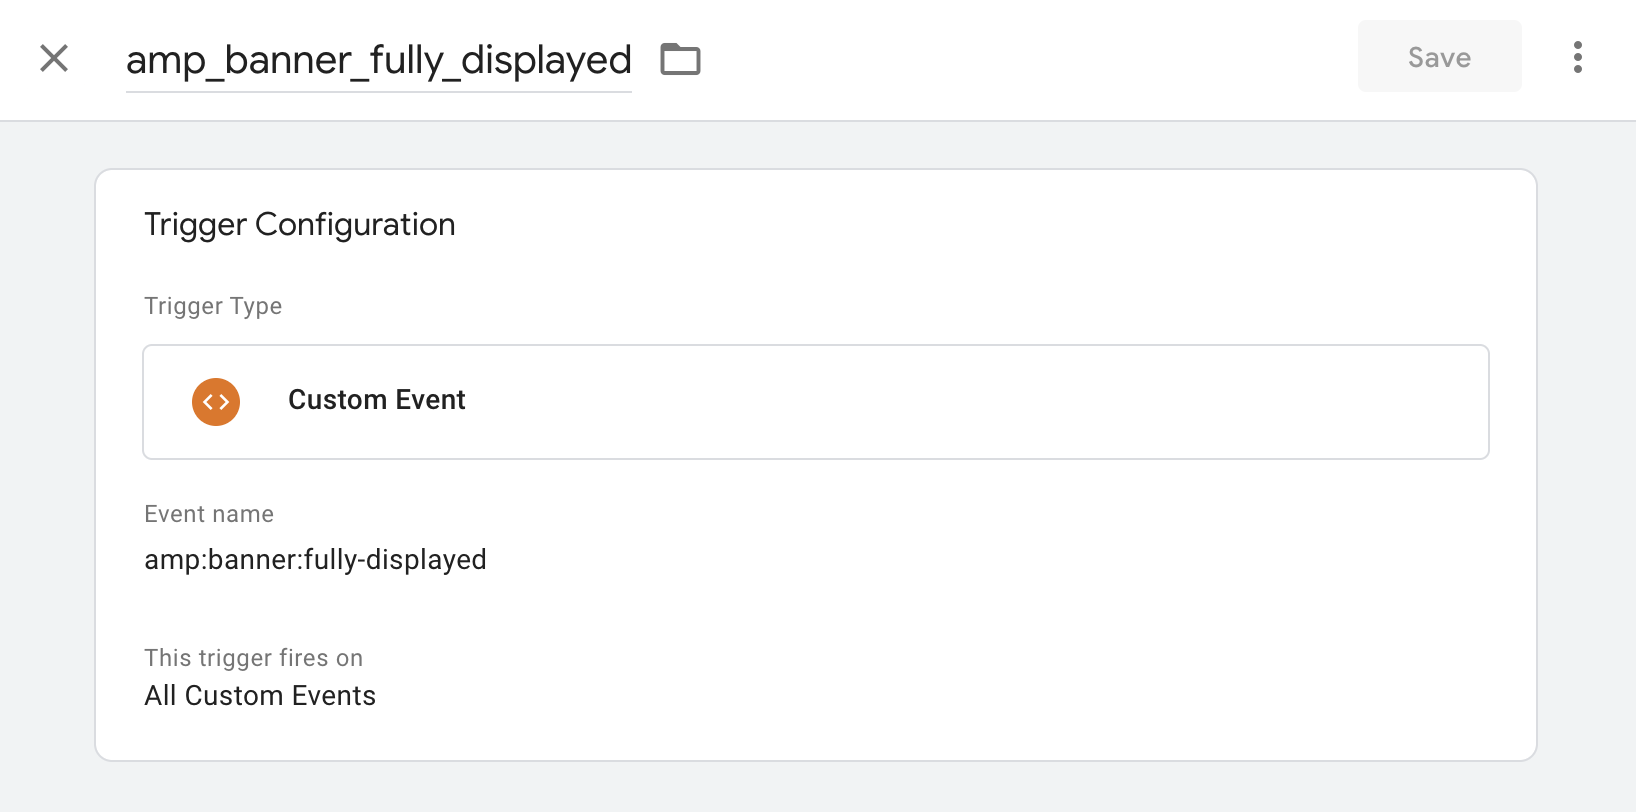 amp_banner_fully_displayed
Save
Trigger Configuration
Trigger Type
Custom Event
Event name
amp:banner:fully-displayed
This trigger fires on
All Custom Events